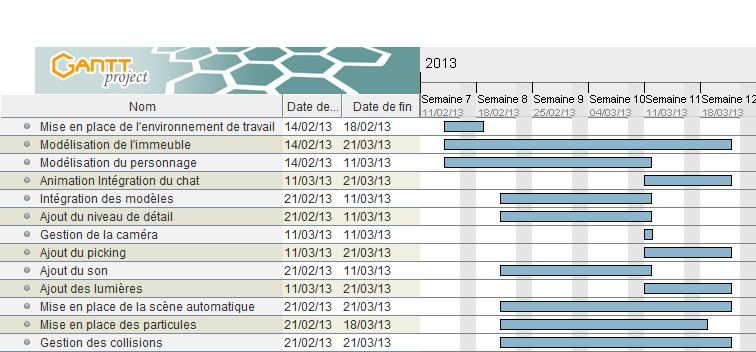 GANTT
project
2013
Nom Date de... Date de fin Semaine 7 Semaine 8 Semaine 9 Semaine 10 Semaine 11 Semaine 12
11/02/13 18/02/13 25/02/13 04/03/13 11/03/13 18/03/13
Mise en place de l'environnement de travail 14/02/13 18/02/13
Modélisation de l'immeuble 14/02/13 21/03/13
Modélisation du personnage 14/02/13 11/03/13
Animation Intégration du chat 11/03/13 21/03/13
Intégration des modèles 21/02/13 11/03/13
Ajout du niveau de détail 21/02/13 11/03/13
Gestion de la caméra 11/03/13 11/03/13
Ajout du picking 11/03/13 21/03/13
Ajout du son 21/02/13 11/03/13
Ajout des lumières 11/03/13 21/03/13
Mise en place de la scène automatique 21/02/13 21/03/13
Mise en place des particules 21/02/13 18/03/13
Gestion des collisions 21/02/13 21/03/13